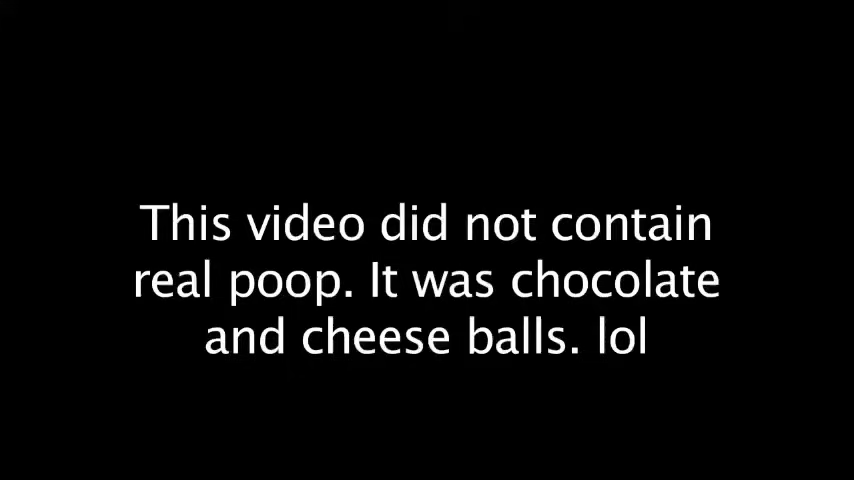 This video did not contain
real poop. It was chocolate
and cheese balls. lol